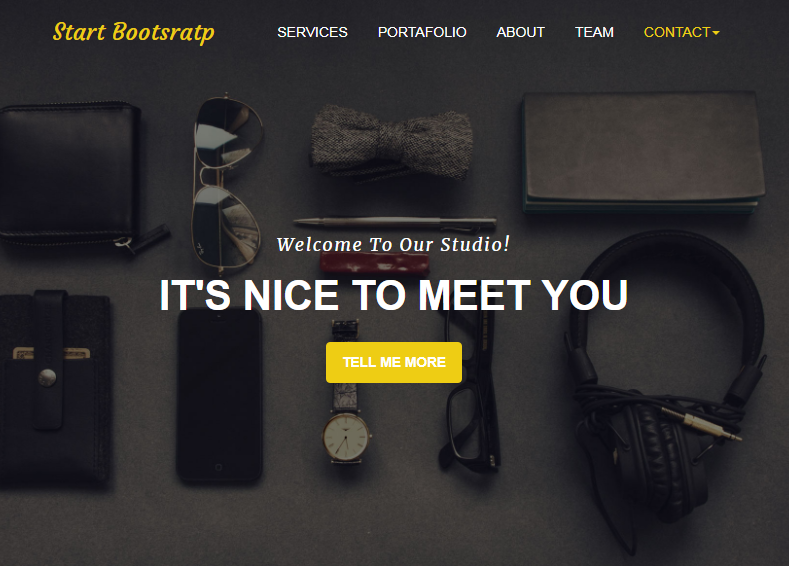 Start Bootsratp
SERVICES PORTAFOLIO ABOUT TEAM CONTACT
Welcome To Our Studio!
IT'S NICE TO MEET YOU
TELL ME MORE